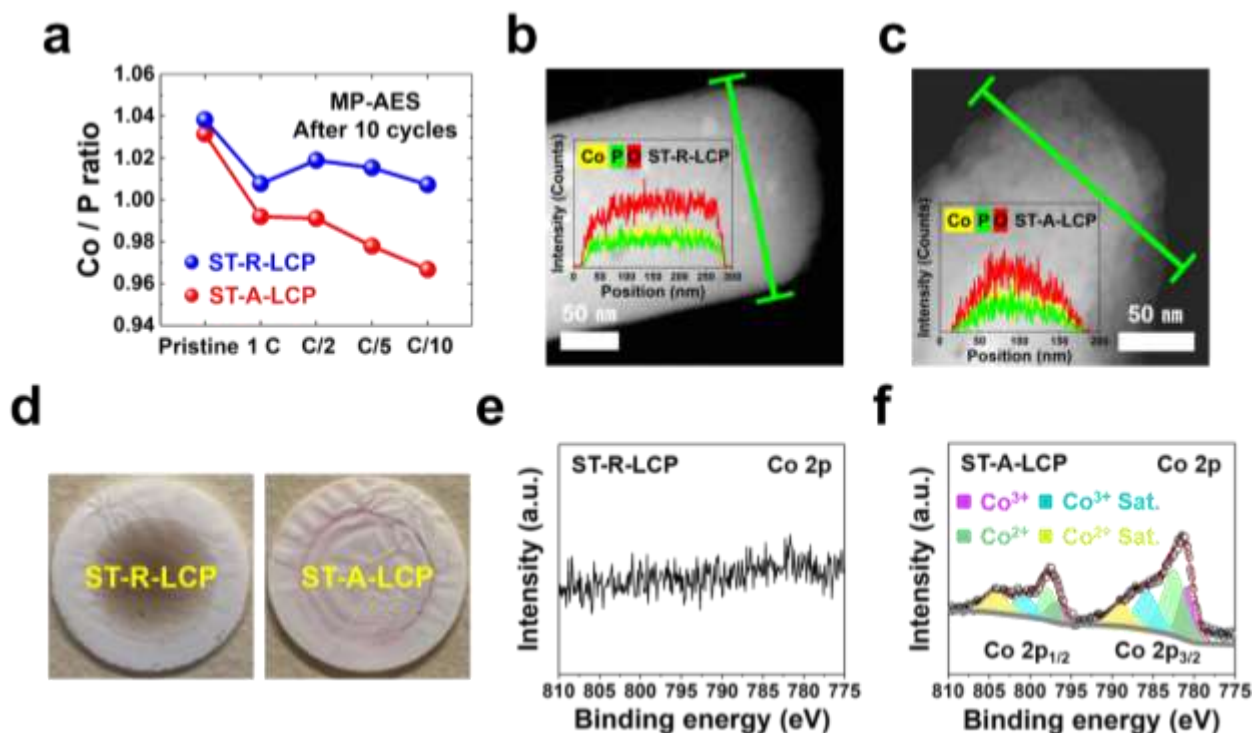 a
1.06
1.04
1.02
1.00
0.98
0.96
0.94
Co / P ratio
MP-AES
After 10 cycles
ST-R-LCP
ST-A-LCP
Pristine 1 C C/2 C/5 C/10
b
Co P O ST-R-LCP
Intensity (Counts)
0 50 100 150 200 250 300
Position (nm)
50 nm
c
Co P O ST-A-LCP
Intensity (Counts)
0 50 100 150 200
Position (nm)
50 nm
d
ST-R-LCP
ST-A-LCP
e
ST-R-LCP Co 2p
Intensity (a.u.)
810 805 800 795 790 785 780 775
Binding energy (eV)
f
ST-A-LCP Co 2p
Co³⁺ Co³⁺ Sat.
Co²⁺ Co²⁺ Sat.
Intensity (a.u.)
Co 2p₁/₂ Co 2p₃/₂
810 805 800 795 790 785 780 775
Binding energy (eV)